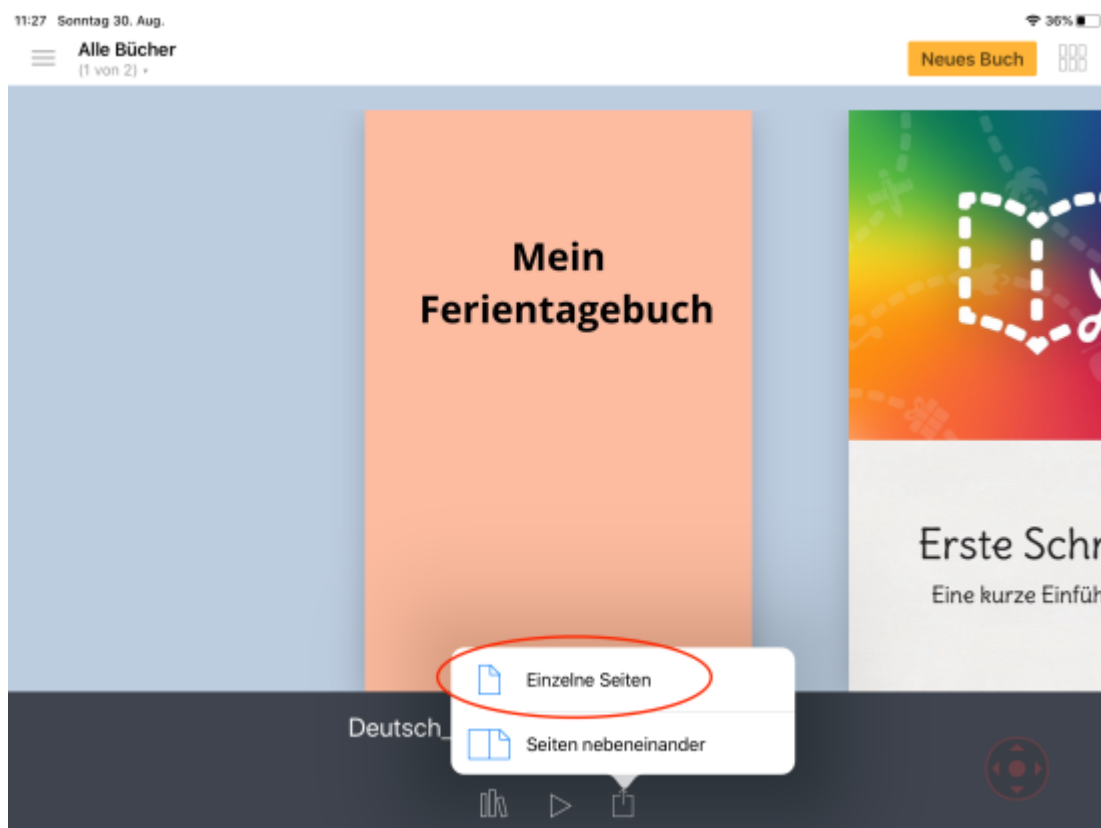 11:27 Sonntag 30. Aug.
36%
Alle Bücher
(1 von 2)
Neues Buch
Mein
Ferientagebuch
Erste Schr
Eine kurze Einfüh
Einzelne Seiten
Deutsch_
Seiten nebeneinander